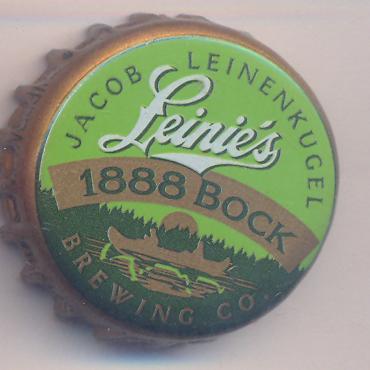 JACOB LEINENKUGEL
Leinie's
1888 BOCK
BREWING CO.